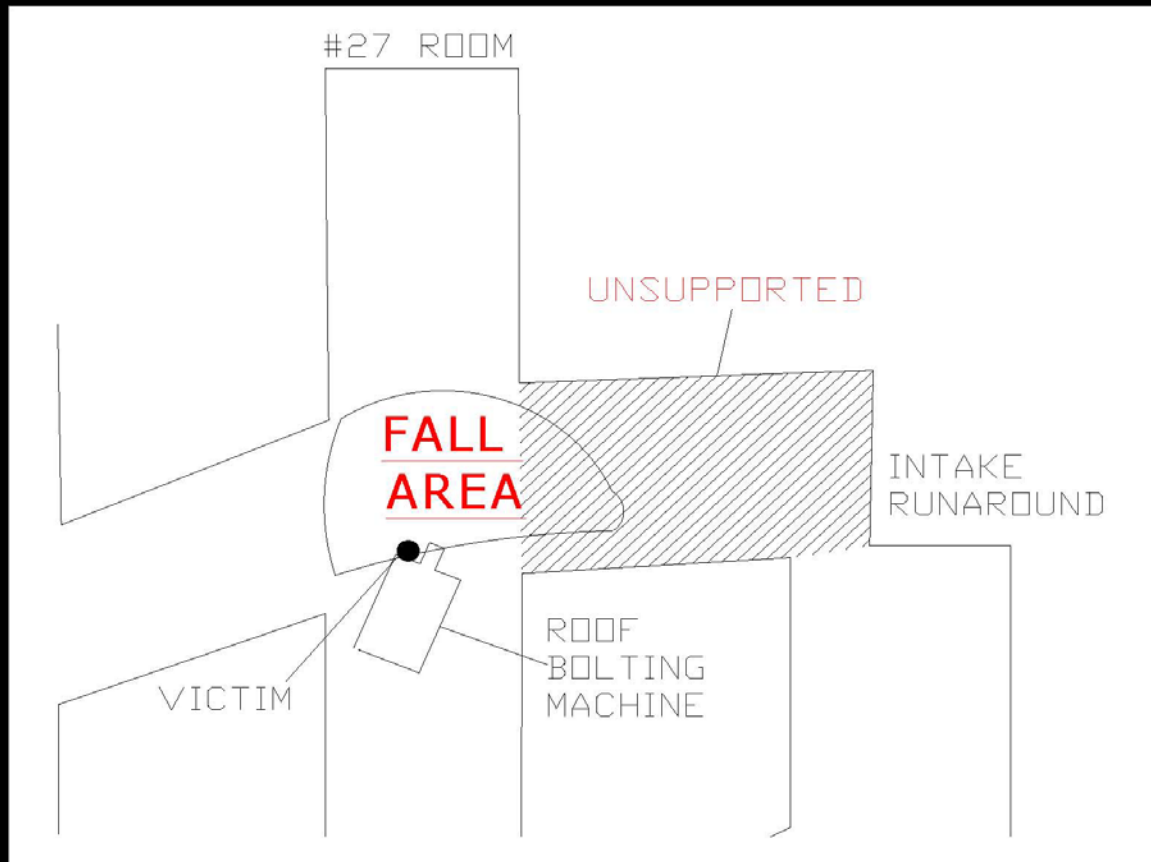 #27 ROOM
UNSUPPORTED
FALL
AREA
INTAKE
RUNAROUND
ROOF
BOLTING
MACHINE
VICTIM